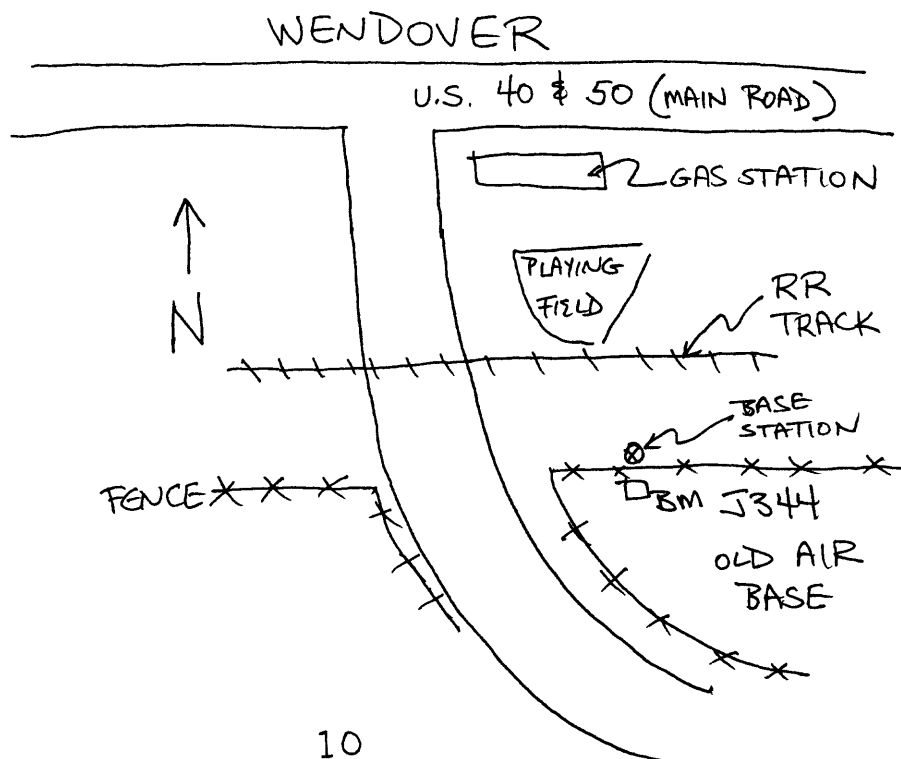 WENDOVER
U.S. 40 & 50 (MAIN ROAD)
GAS STATION
N
PLAYING
FIELD
RR
TRACK
BASE
STATION
FENCE
BM J344
OLD AIR
BASE
10